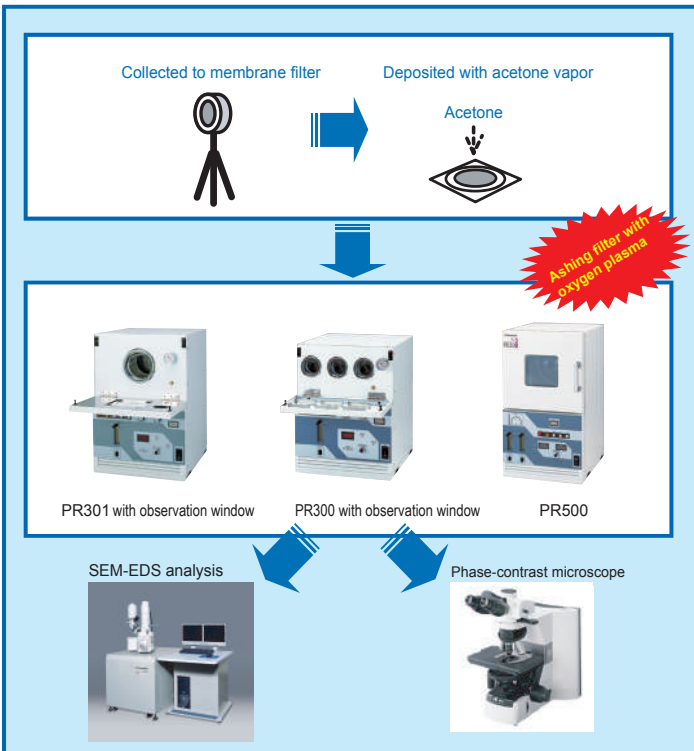 Collected to membrane filter
Deposited with acetone vapor
Acetone
Ashing filter with
oxygen plasma
PR301 with observation window
PR300 with observation window
PR500
SEM-EDS analysis
Phase-contrast microscope